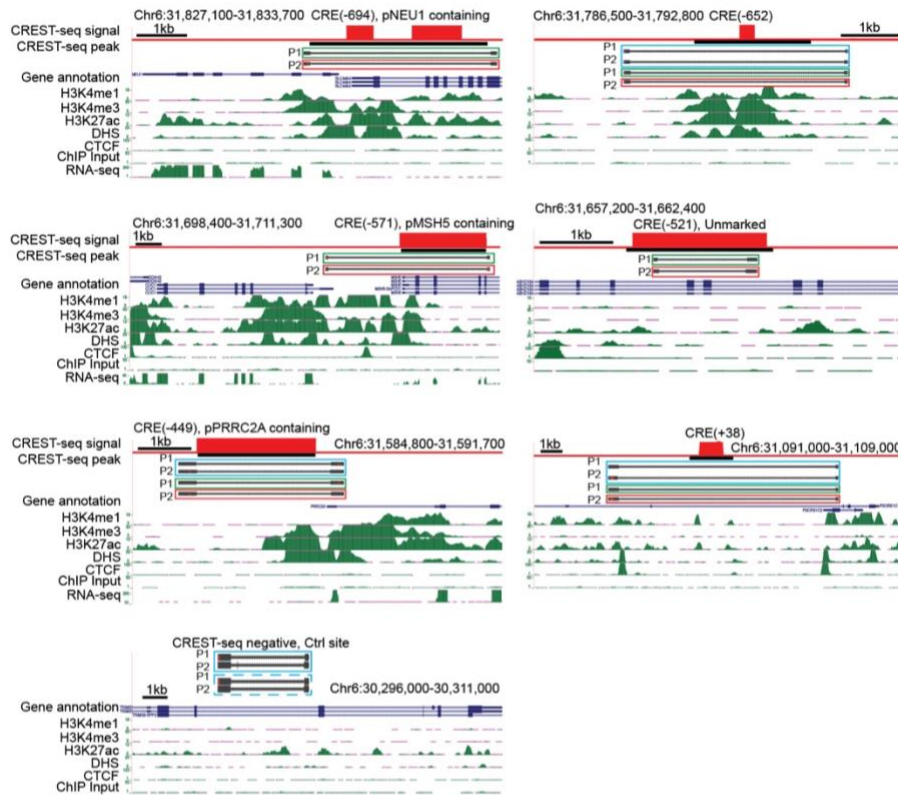 Chr6:31,827,100-31,833,700 CRE(-694), pNEU1 containing
1kb
CREST-seq signal
CREST-seq peak
P1
P2
Gene annotation
H3K4me1
H3K4me3
H3K27ac
DHS
CTCF
ChIP Input
RNA-seq
Chr6:31,786,500-31,792,800 CRE(-652)
1kb
P1
P2
P1
P2
Chr6:31,698,400-31,711,300 CRE(-571), pMSH5 containing
1kb
CREST-seq signal
CREST-seq peak
P1
P2
Gene annotation
H3K4me1
H3K4me3
H3K27ac
DHS
CTCF
ChIP Input
RNA-seq
Chr6:31,657,200-31,662,400
1kb
CRE(-521), Unmarked
P1
P2
CRE(-449), pPRRC2A containing
1kb
Chr6:31,584,800-31,591,700
CREST-seq signal
CREST-seq peak
P1
P2
P1
P2
Gene annotation
H3K4me1
H3K4me3
H3K27ac
DHS
CTCF
ChIP Input
RNA-seq
CRE(+38)
1kb
Chr6:31,091,000-31,109,000
P1
P2
P1
P2
CREST-seq negative, Ctrl site
P1
P2
P1
P2
1kb
Chr6:30,296,000-30,311,000
Gene annotation
H3K4me1
H3K4me3
H3K27ac
DHS
CTCF
ChIP Input